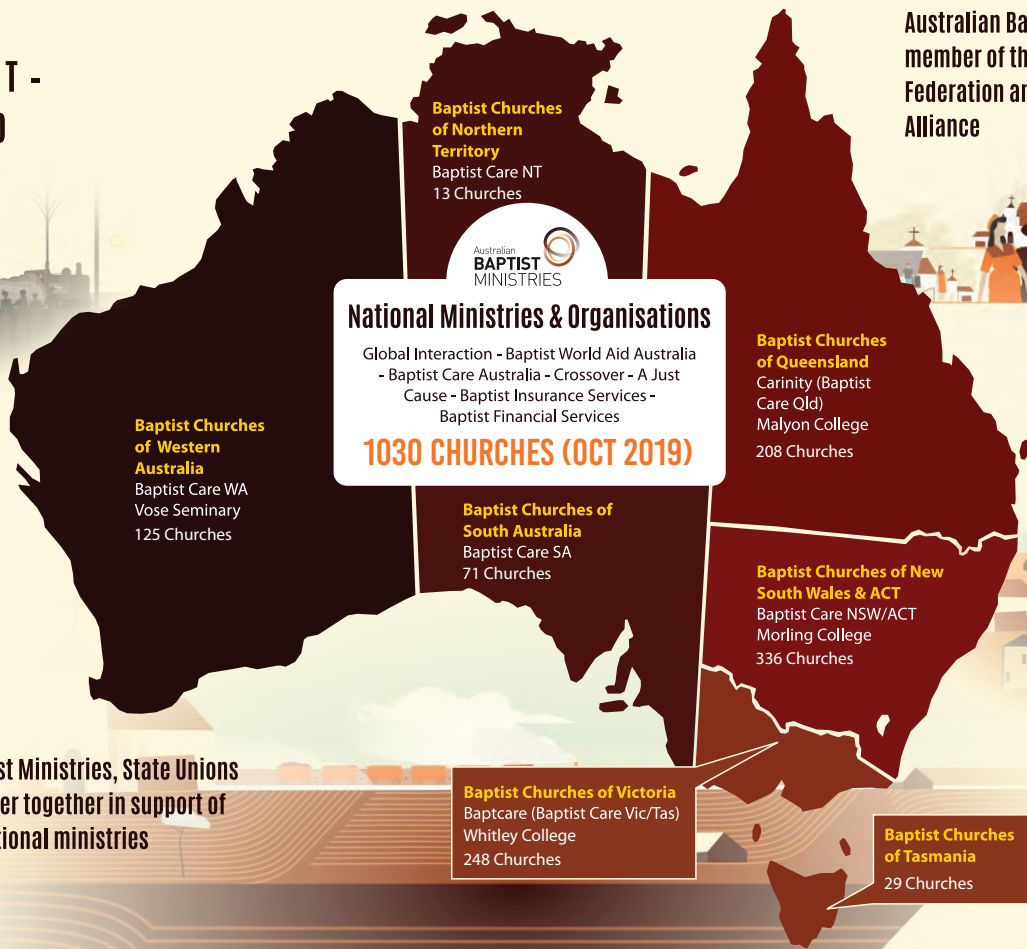 T -
Australian Ba
member of th
Federation an
Alliance
Baptist Churches
of Northern
Territory
Baptist Care NT
13 Churches
Australian
BAPTIST
MINISTRIES
National Ministries & Organisations
Global Interaction - Baptist World Aid Australia
- Baptist Care Australia - Crossover - A Just
Cause - Baptist Insurance Services -
Baptist Financial Services
1030 CHURCHES (OCT 2019)
Baptist Churches
of Queensland
Carinity (Baptist
Care Qld)
Malyon College
208 Churches
Baptist Churches
of Western
Australia
Baptist Care WA
Vose Seminary
125 Churches
Baptist Churches of
South Australia
Baptist Care SA
71 Churches
Baptist Churches of New
South Wales & ACT
Baptist Care NSW/ACT
Morling College
336 Churches
st Ministries, State Unions
er together in support of
tional ministries
Baptist Churches of Victoria
Baptcare (Baptist Care Vic/Tas)
Whitley College
248 Churches
Baptist Churches
of Tasmania
29 Churches